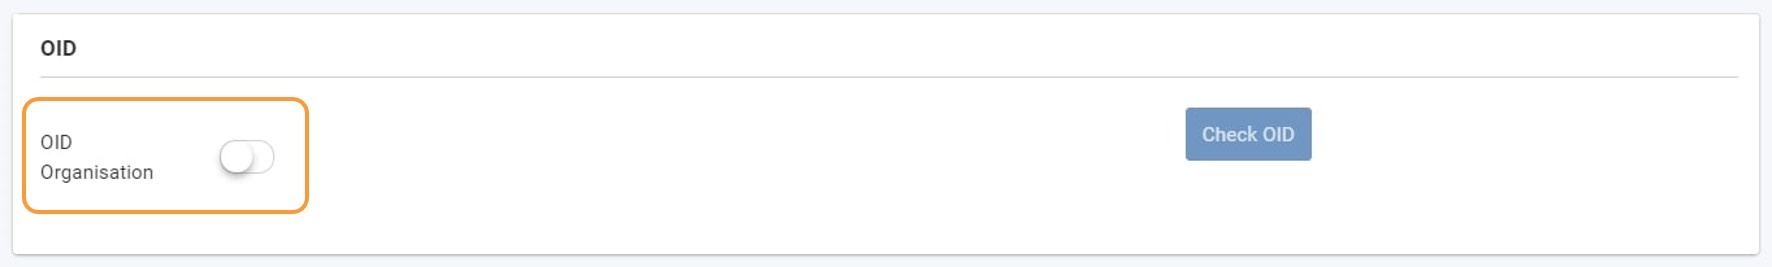 OID
OID
Organisation
Check OID